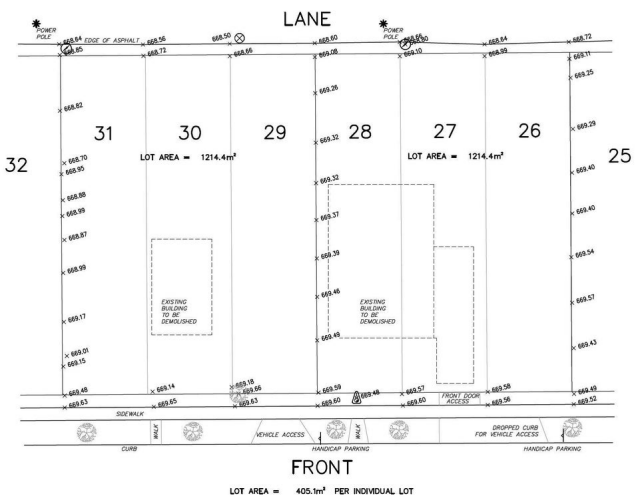 LANE
POWER
POLE
POWER
POLE
668.64
EDGE OF ASPHALT
668.56
668.50
668.60
668.64
668.72
668.85
668.72
668.66
669.08
669.10
668.99
669.11
669.25
668.82
669.26
31
30
29
28
27
26
669.29
669.32
32
25
LOT AREA = 1214.4m²
LOT AREA = 1214.4m²
668.70
668.95
669.40
669.32
668.88
668.99
669.37
669.40
668.87
669.39
669.54
668.99
669.46
669.57
EXISTING
BUILDING
TO BE
DEMOLISHED
EXISTING
BUILDING
TO BE
DEMOLISHED
669.17
669.49
669.43
669.01
669.15
669.48
669.14
669.18
669.66
669.59
669.48
669.57
669.58
669.49
FRONT DOOR
ACCESS
669.63
669.65
669.63
669.60
669.60
669.56
669.52
SIDEWALK
WALK
VEHICLE ACCESS
WALK
DROPPED CURB
FOR VEHICLE ACCESS
CURB
HANDICAP PARKING
HANDICAP PARKING
FRONT
LOT AREA = 405.1m² PER INDIVIDUAL LOT